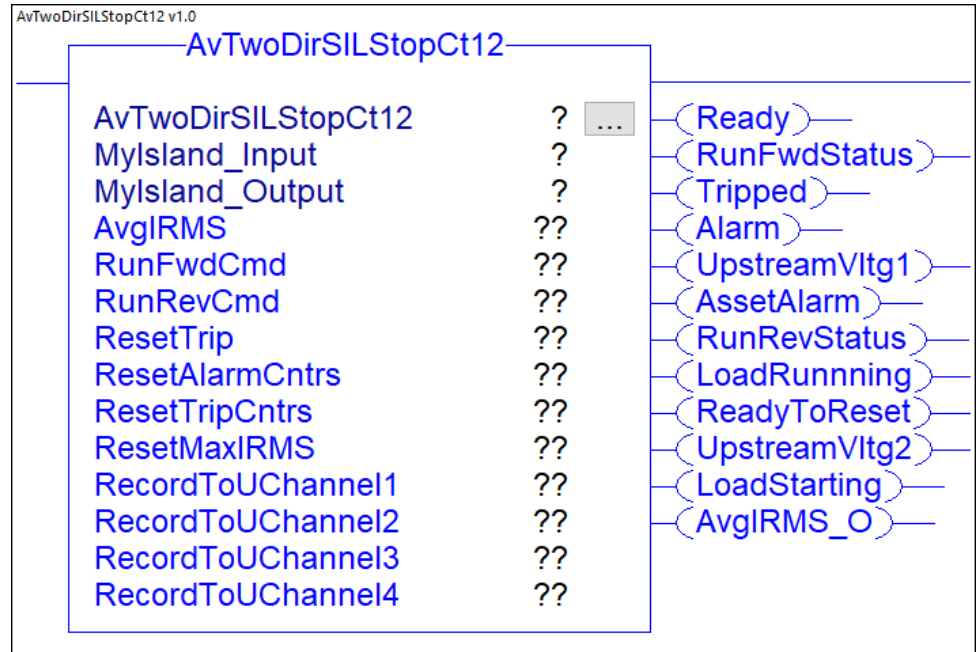 AvTwoDirSILStopCt12 v1.0
AvTwoDirSILStopCt12
AvTwoDirSILStopCt12 ? ... Ready
MyIsland_Input ? RunFwdStatus
MyIsland_Output ? Tripped
AvgIRMS ?? Alarm
RunFwdCmd ?? UpstreamVltg1
RunRevCmd ?? AssetAlarm
ResetTrip ?? RunRevStatus
ResetAlarmCntrs ?? LoadRunnning
ResetTripCntrs ?? ReadyToReset
ResetMaxIRMS ?? UpstreamVltg2
RecordToUChannel1 ?? LoadStarting
RecordToUChannel2 ?? AvgIRMS_O
RecordToUChannel3 ??
RecordToUChannel4 ??